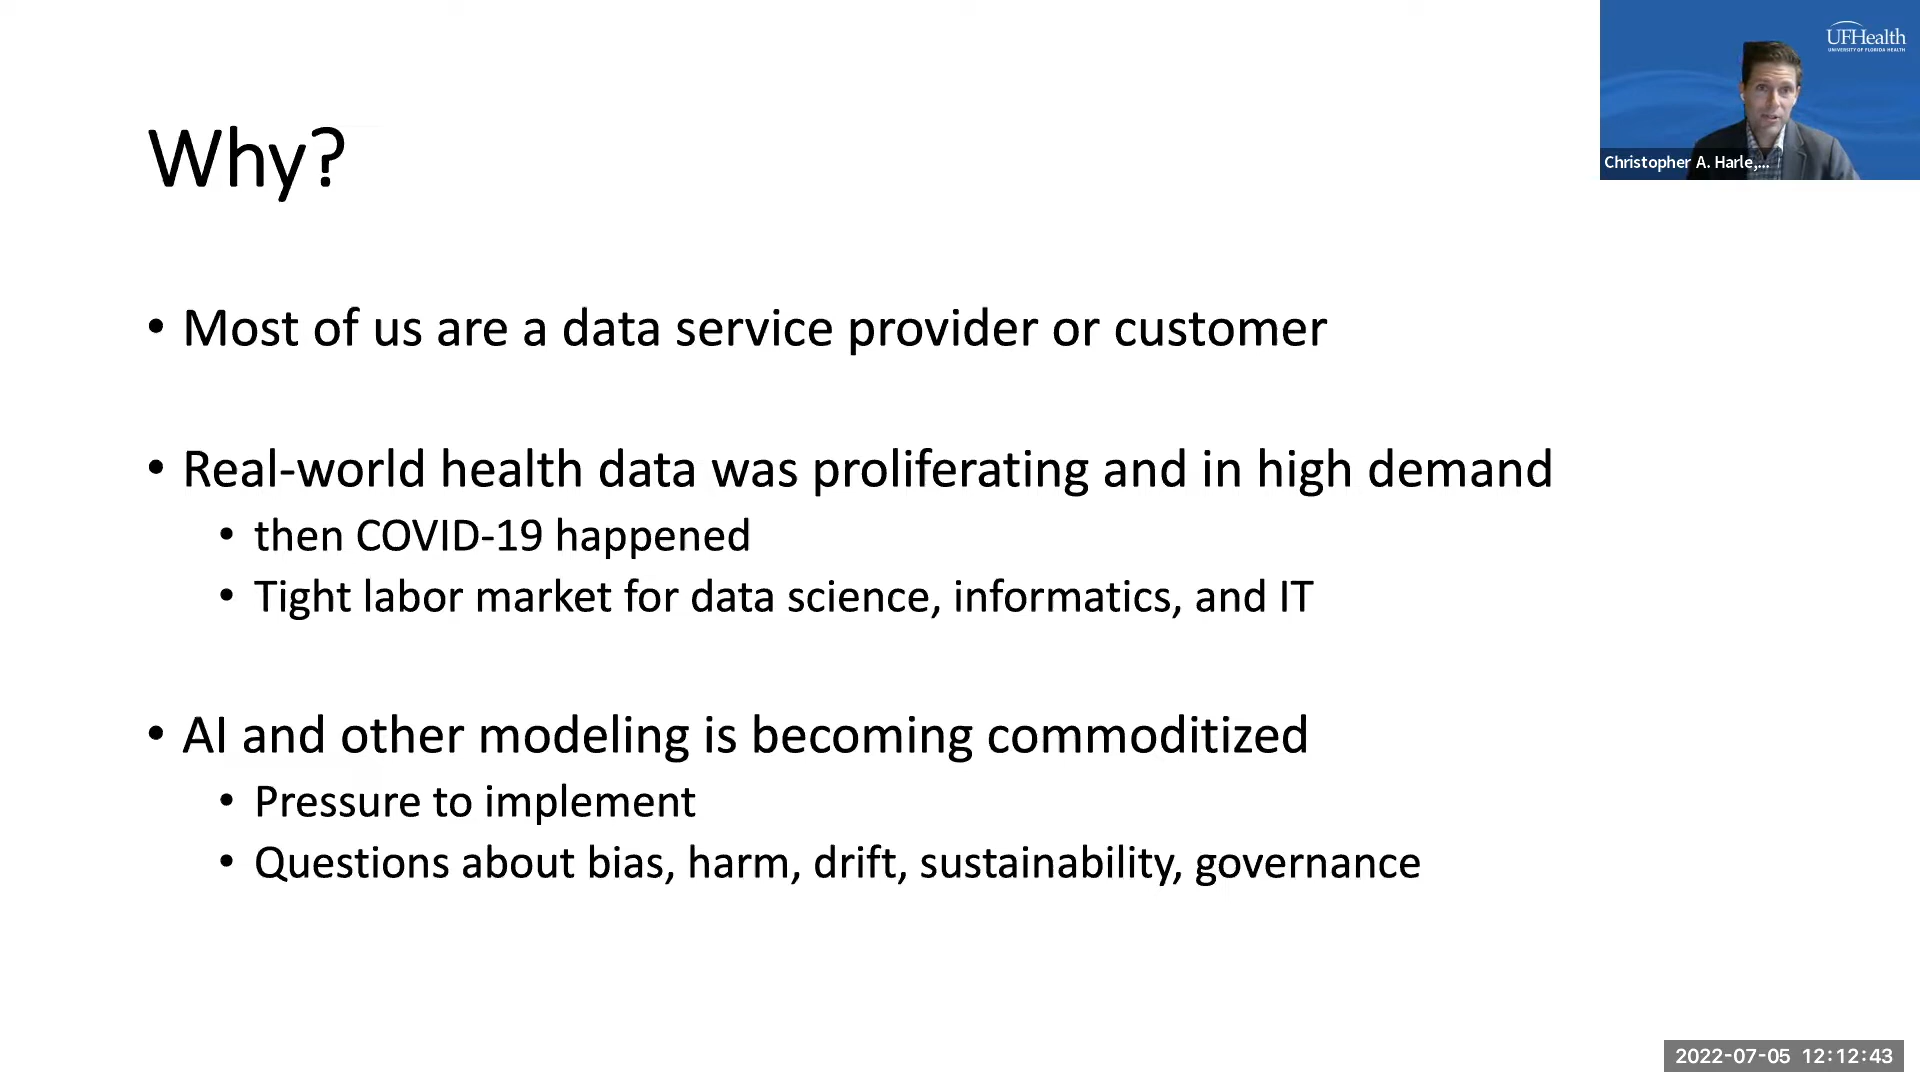 UFHealth
UNIVERSITY OF FLORIDA HEALTH
Christopher A. Harle,...
Why?
• Most of us are a data service provider or customer
• Real-world health data was proliferating and in high demand
• then COVID-19 happened
• Tight labor market for data science, informatics, and IT
• AI and other modeling is becoming commoditized
• Pressure to implement
• Questions about bias, harm, drift, sustainability, governance
2022-07-05 12:12:43